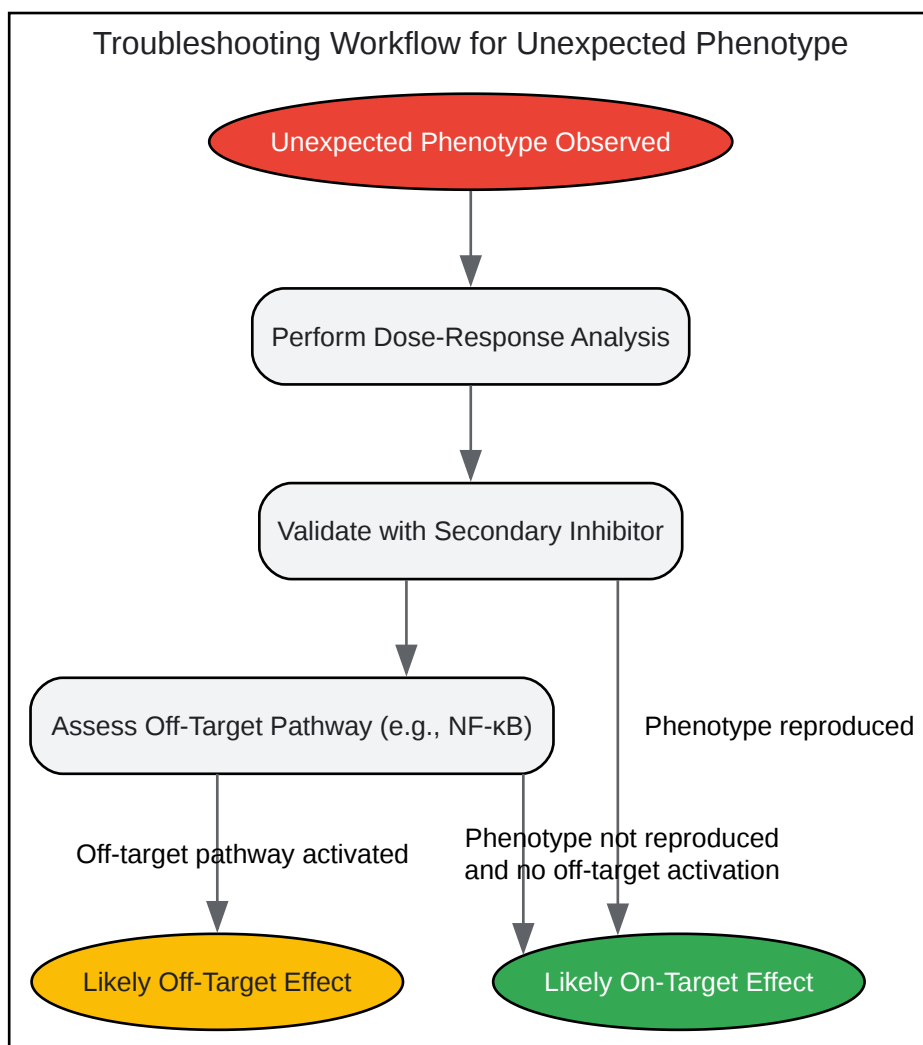 Troubleshooting Workflow for Unexpected Phenotype
Unexpected Phenotype Observed
Perform Dose-Response Analysis
Validate with Secondary Inhibitor
Assess Off-Target Pathway (e.g., NF-κB)
Phenotype reproduced
Off-target pathway activated
Phenotype not reproduced
and no off-target activation
Likely Off-Target Effect
Likely On-Target Effect